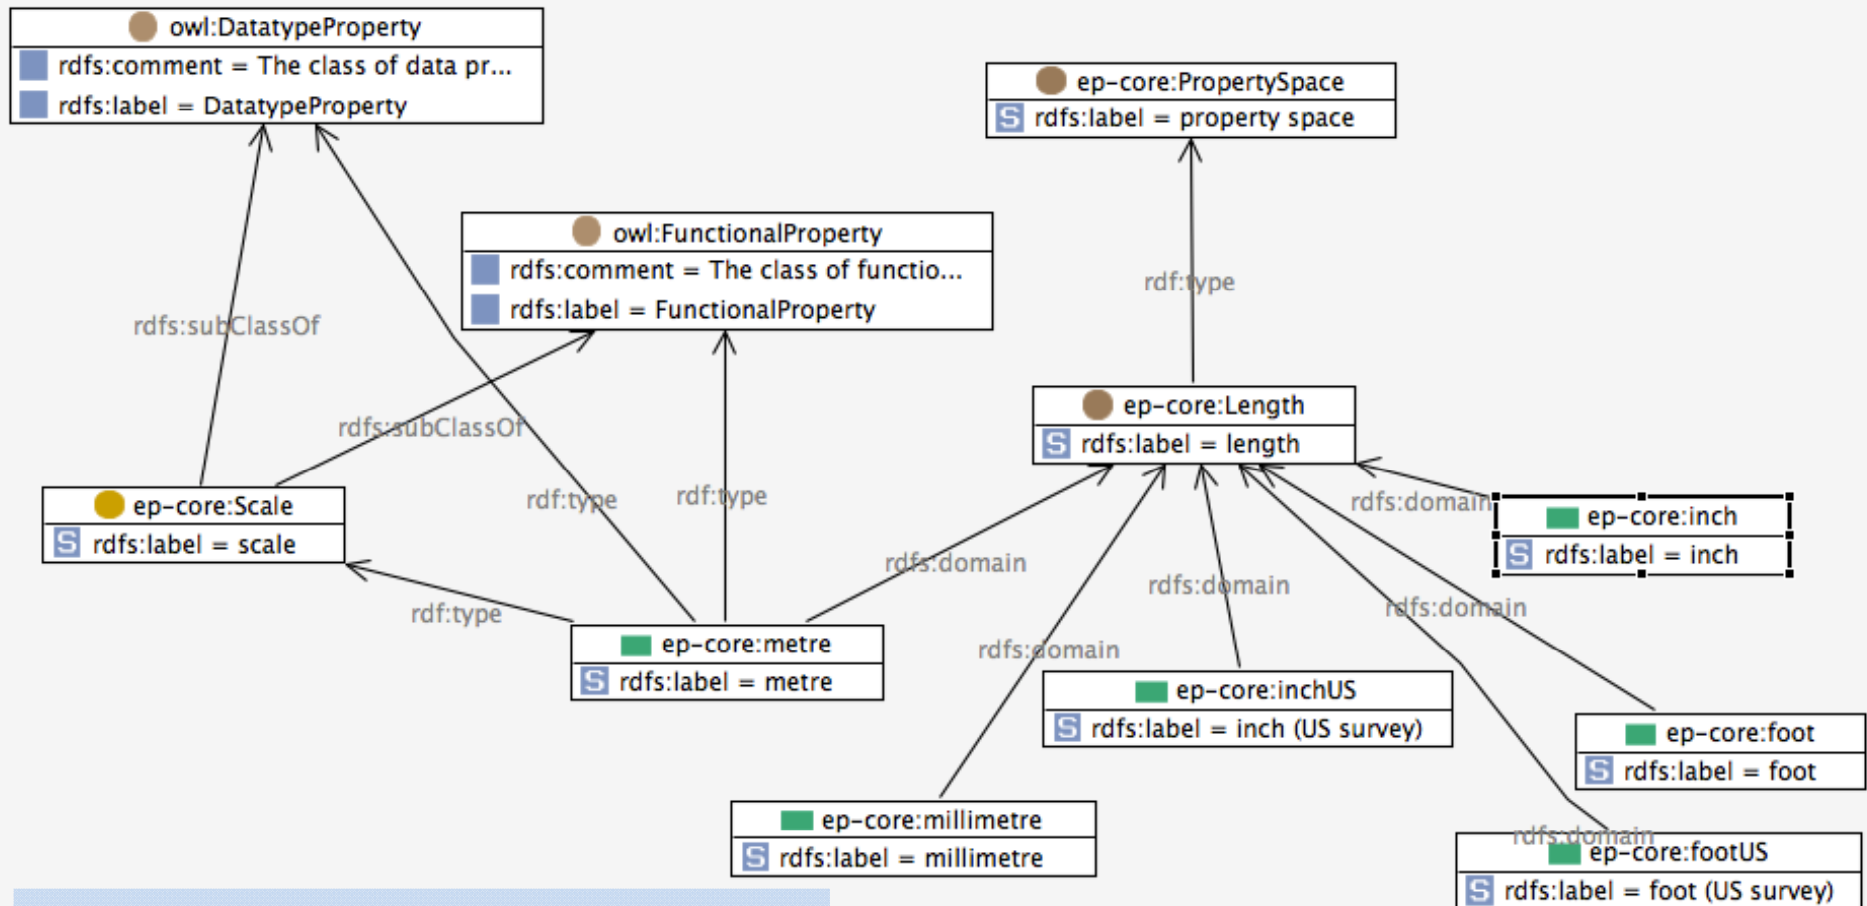 owl:DatatypeProperty
rdfs:comment = The class of data pr...
rdfs:label = DatatypeProperty
ep-core:PropertySpace
S rdfs:label = property space
owl:FunctionalProperty
rdfs:comment = The class of functio...
rdfs:label = FunctionalProperty
rdf:type
rdfs:subClassOf
ep-core:Length
S rdfs:label = length
rdfs:subClassOf
rdf:type
rdf:type
rdfs:domain
ep-core:Scale
S rdfs:label = scale
ep-core:inch
S rdfs:label = inch
rdfs:domain
rdfs:domain
rdfs:domain
rdf:type
ep-core:metre
S rdfs:label = metre
rdfs:domain
ep-core:inchUS
S rdfs:label = inch (US survey)
ep-core:foot
S rdfs:label = foot
ep-core:millimetre
S rdfs:label = millimetre
rdfs:domain
ep-core:footUS
S rdfs:label = foot (US survey)